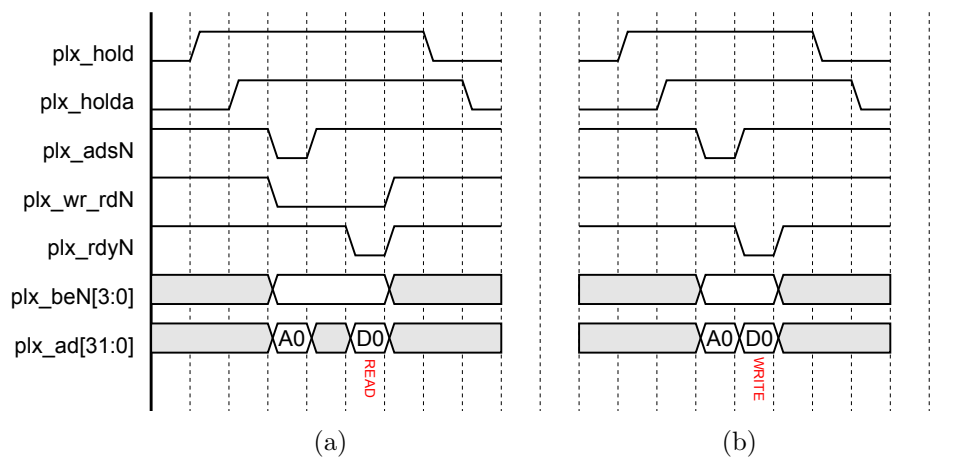 plx_hold
plx_holda
plx_adsN
plx_wr_rdN
plx_rdyN
plx_beN[3:0]
plx_ad[31:0]
A0 D0 A0 D0
READ WRITE
(a) (b)